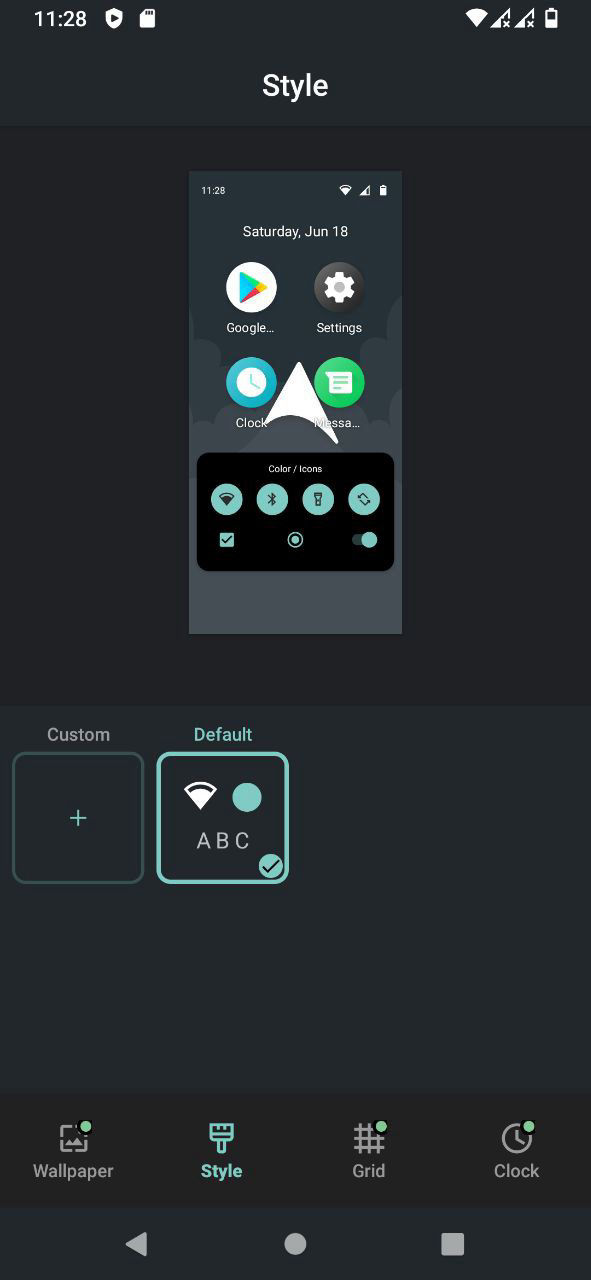 11:28
Style
11:28
Saturday, Jun 18
Google...
Settings
Clock
Messa...
Color / Icons
Custom
Default
+
A B C
Wallpaper
Style
Grid
Clock